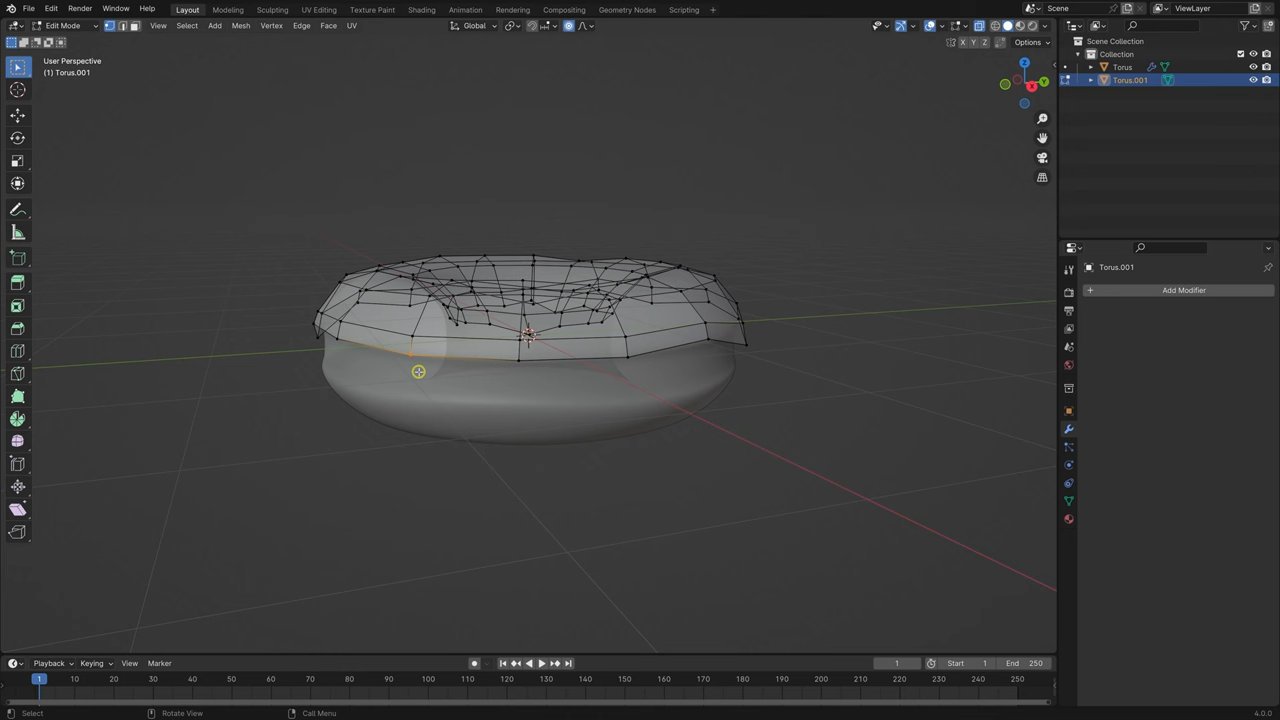 File Edit Render Window Help Layout Modeling Sculpting UV Editing Texture Paint Shading Animation Rendering Compositing Geometry Nodes Scripting + Scene ViewLayer
Edit Mode View Select Add Mesh Vertex Edge Face UV Global
X Y Z Options
User Perspective
(1) Torus.001
Z
Y
X
Scene Collection
Collection
Torus
Torus.001
Torus.001
+ Add Modifier
Playback Keying View Marker 1 Start 1 End 250
1 10 20 30 40 50 60 70 80 90 100 110 120 130 140 150 160 170 180 190 200 210 220 230 240 250
Select Rotate View Call Menu 4.0.0